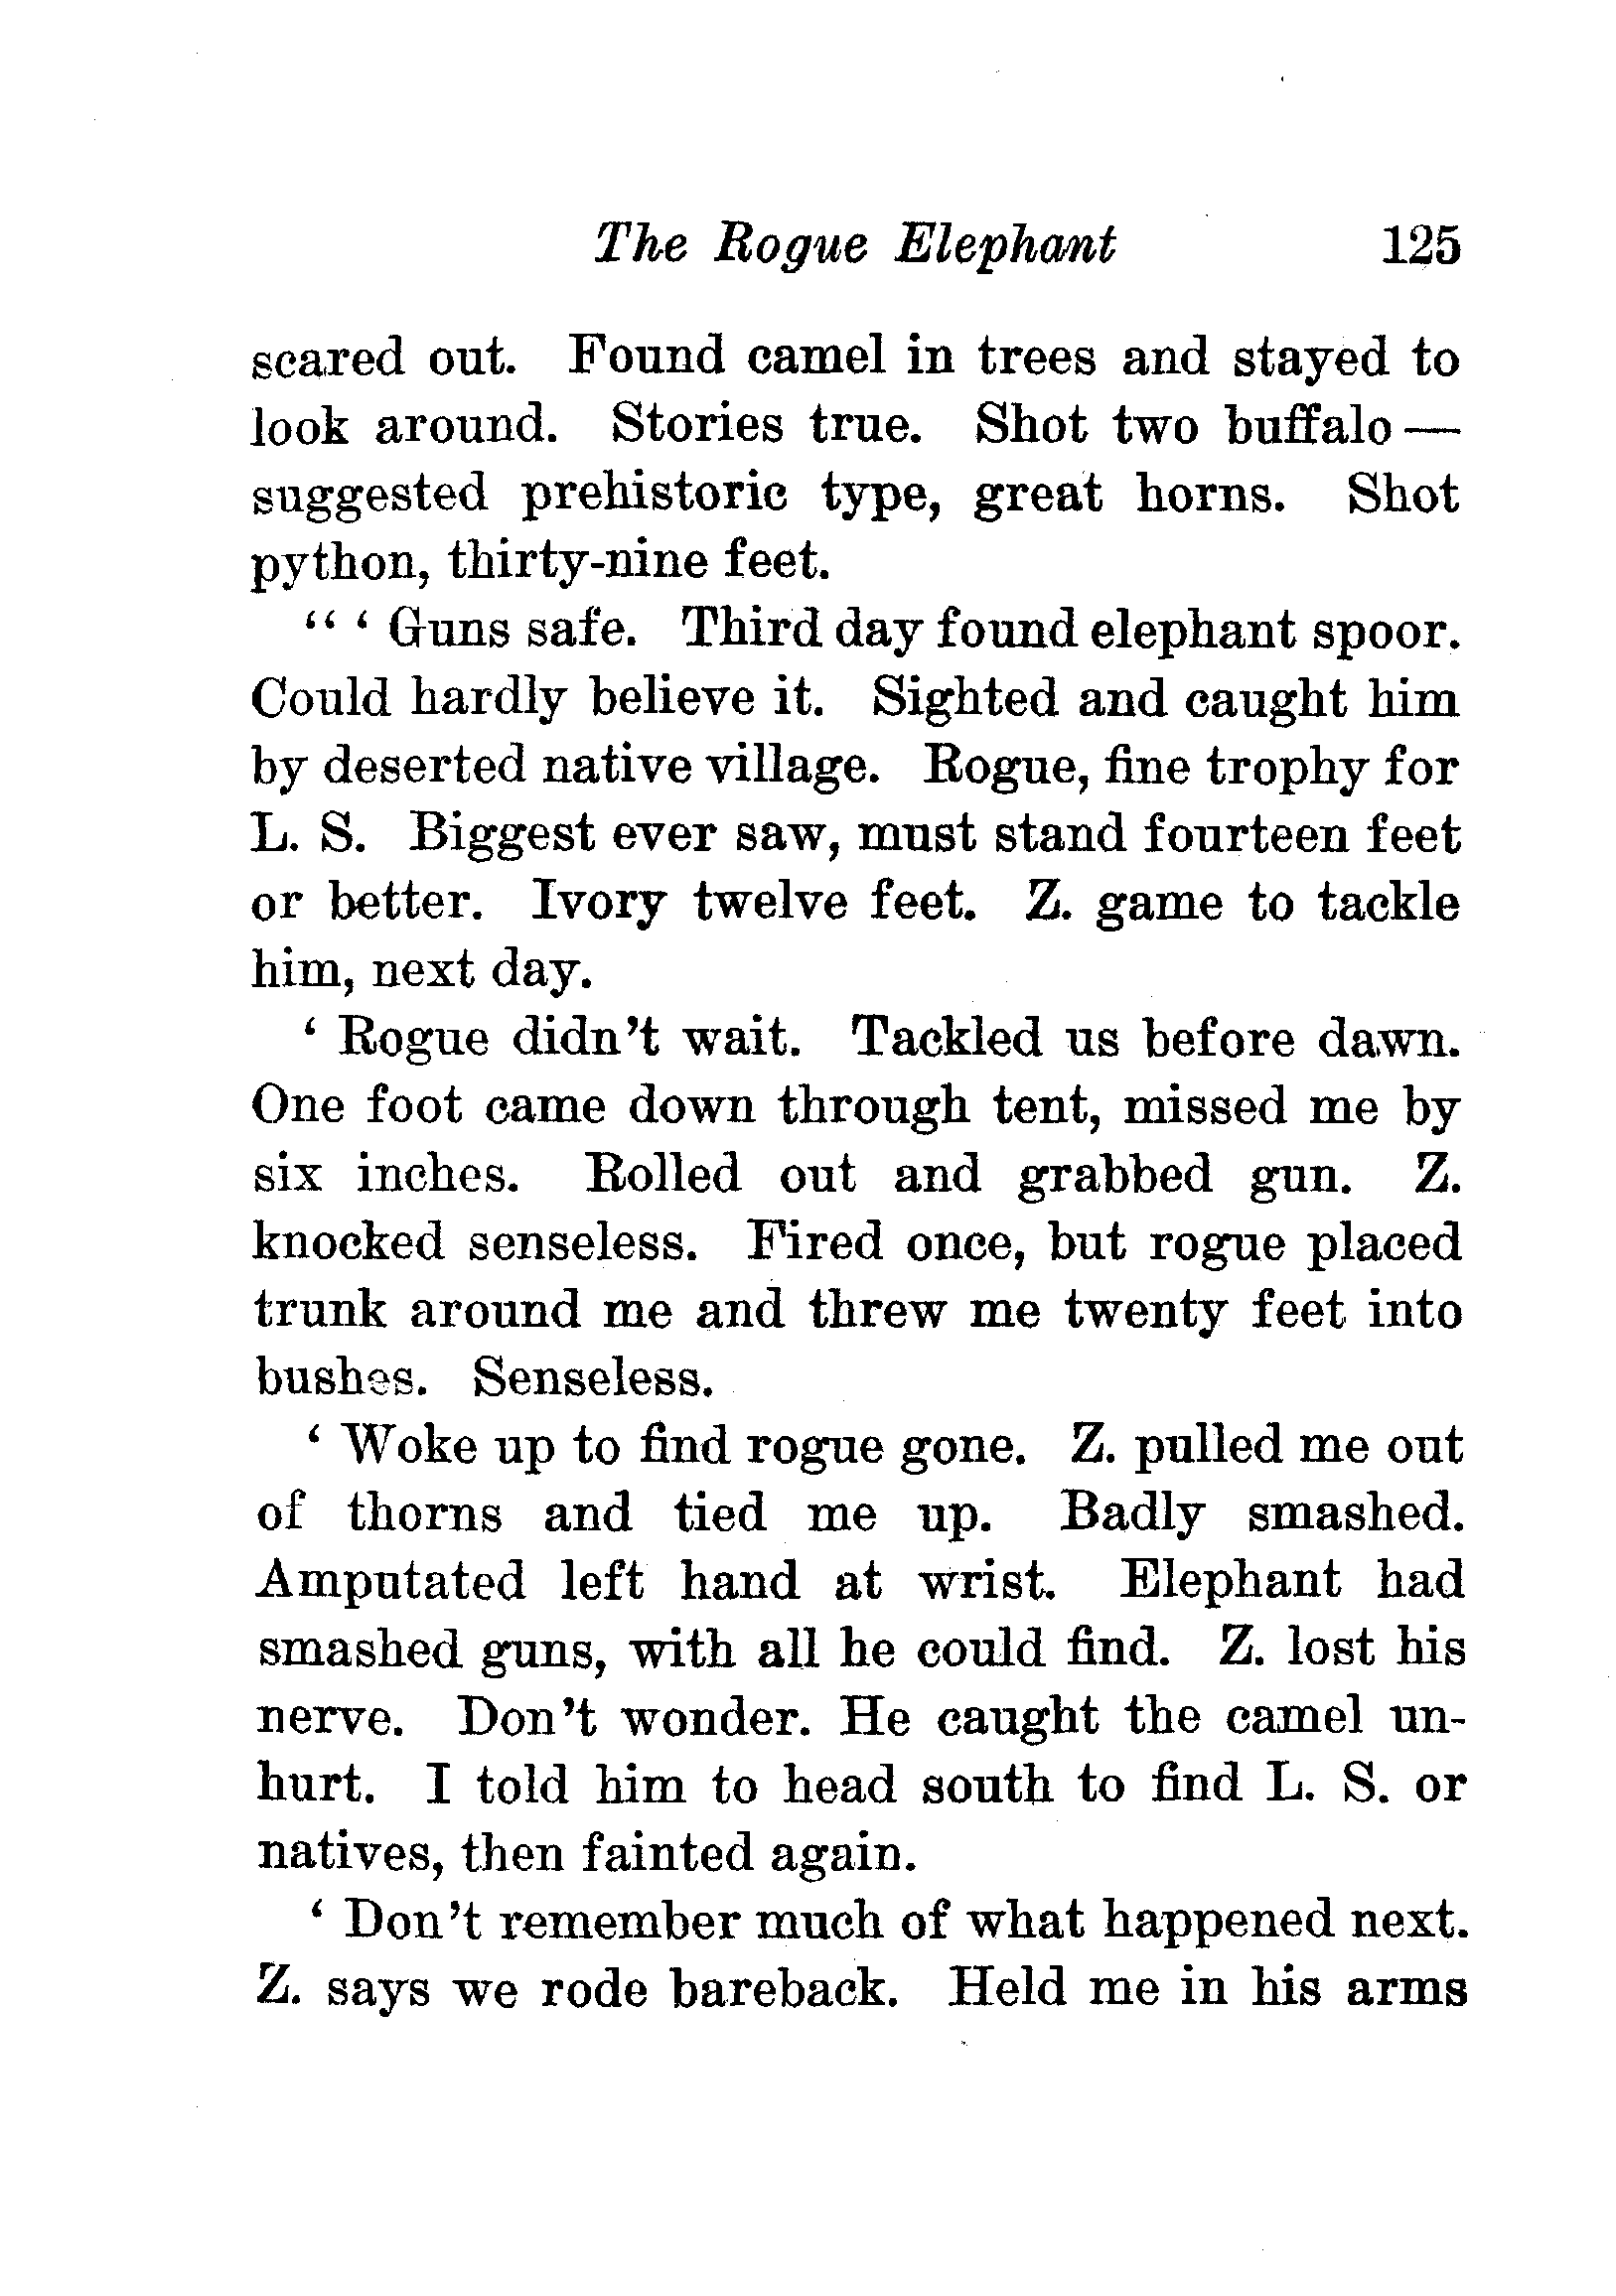 The Rogue Elephant 125
scared out. Found camel in trees and stayed to
look around. Stories true. Shot two buffalo —
suggested prehistoric type, great horns. Shot
python, thirty-nine feet.
“ ‘ Guns safe. Third day found elephant spoor.
Could hardly believe it. Sighted and caught him
by deserted native village. Rogue, fine trophy for
L. S. Biggest ever saw, must stand fourteen feet
or better. Ivory twelve feet. Z. game to tackle
him, next day.
‘ Rogue didn’t wait. Tackled us before dawn.
One foot came down through tent, missed me by
six inches. Rolled out and grabbed gun. Z.
knocked senseless. Fired once, but rogue placed
trunk around me and threw me twenty feet into
bushes. Senseless.
‘ Woke up to find rogue gone. Z. pulled me out
of thorns and tied me up. Badly smashed.
Amputated left hand at wrist. Elephant had
smashed guns, with all he could find. Z. lost his
nerve. Don’t wonder. He caught the camel un-
hurt. I told him to head south to find L. S. or
natives, then fainted again.
‘ Don’t remember much of what happened next.
Z. says we rode bareback. Held me in his arms